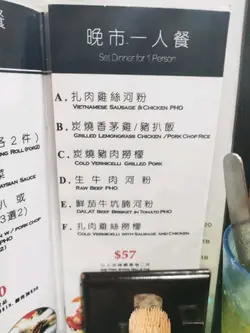 晚市一人餐
Set Dinner for 1 Person
A. 扎肉雞絲河粉
Vietnamese Sausage & Chicken PHO
B. 炭燒香茅雞/豬扒飯
Grilled Lemongrass Chicken / Pork Chop Rice
C. 炭燒豬肉撈檬
Cold Vermicelli Grilled Pork
D. 生牛肉河粉
Raw Beef PHO
E. 鮮茄牛坑腩河粉
DALAT Beef Brisket in Tomato PHO
F. 扎肉雞絲撈檬
Cold Vermicelli with Sausage and Chicken
$57